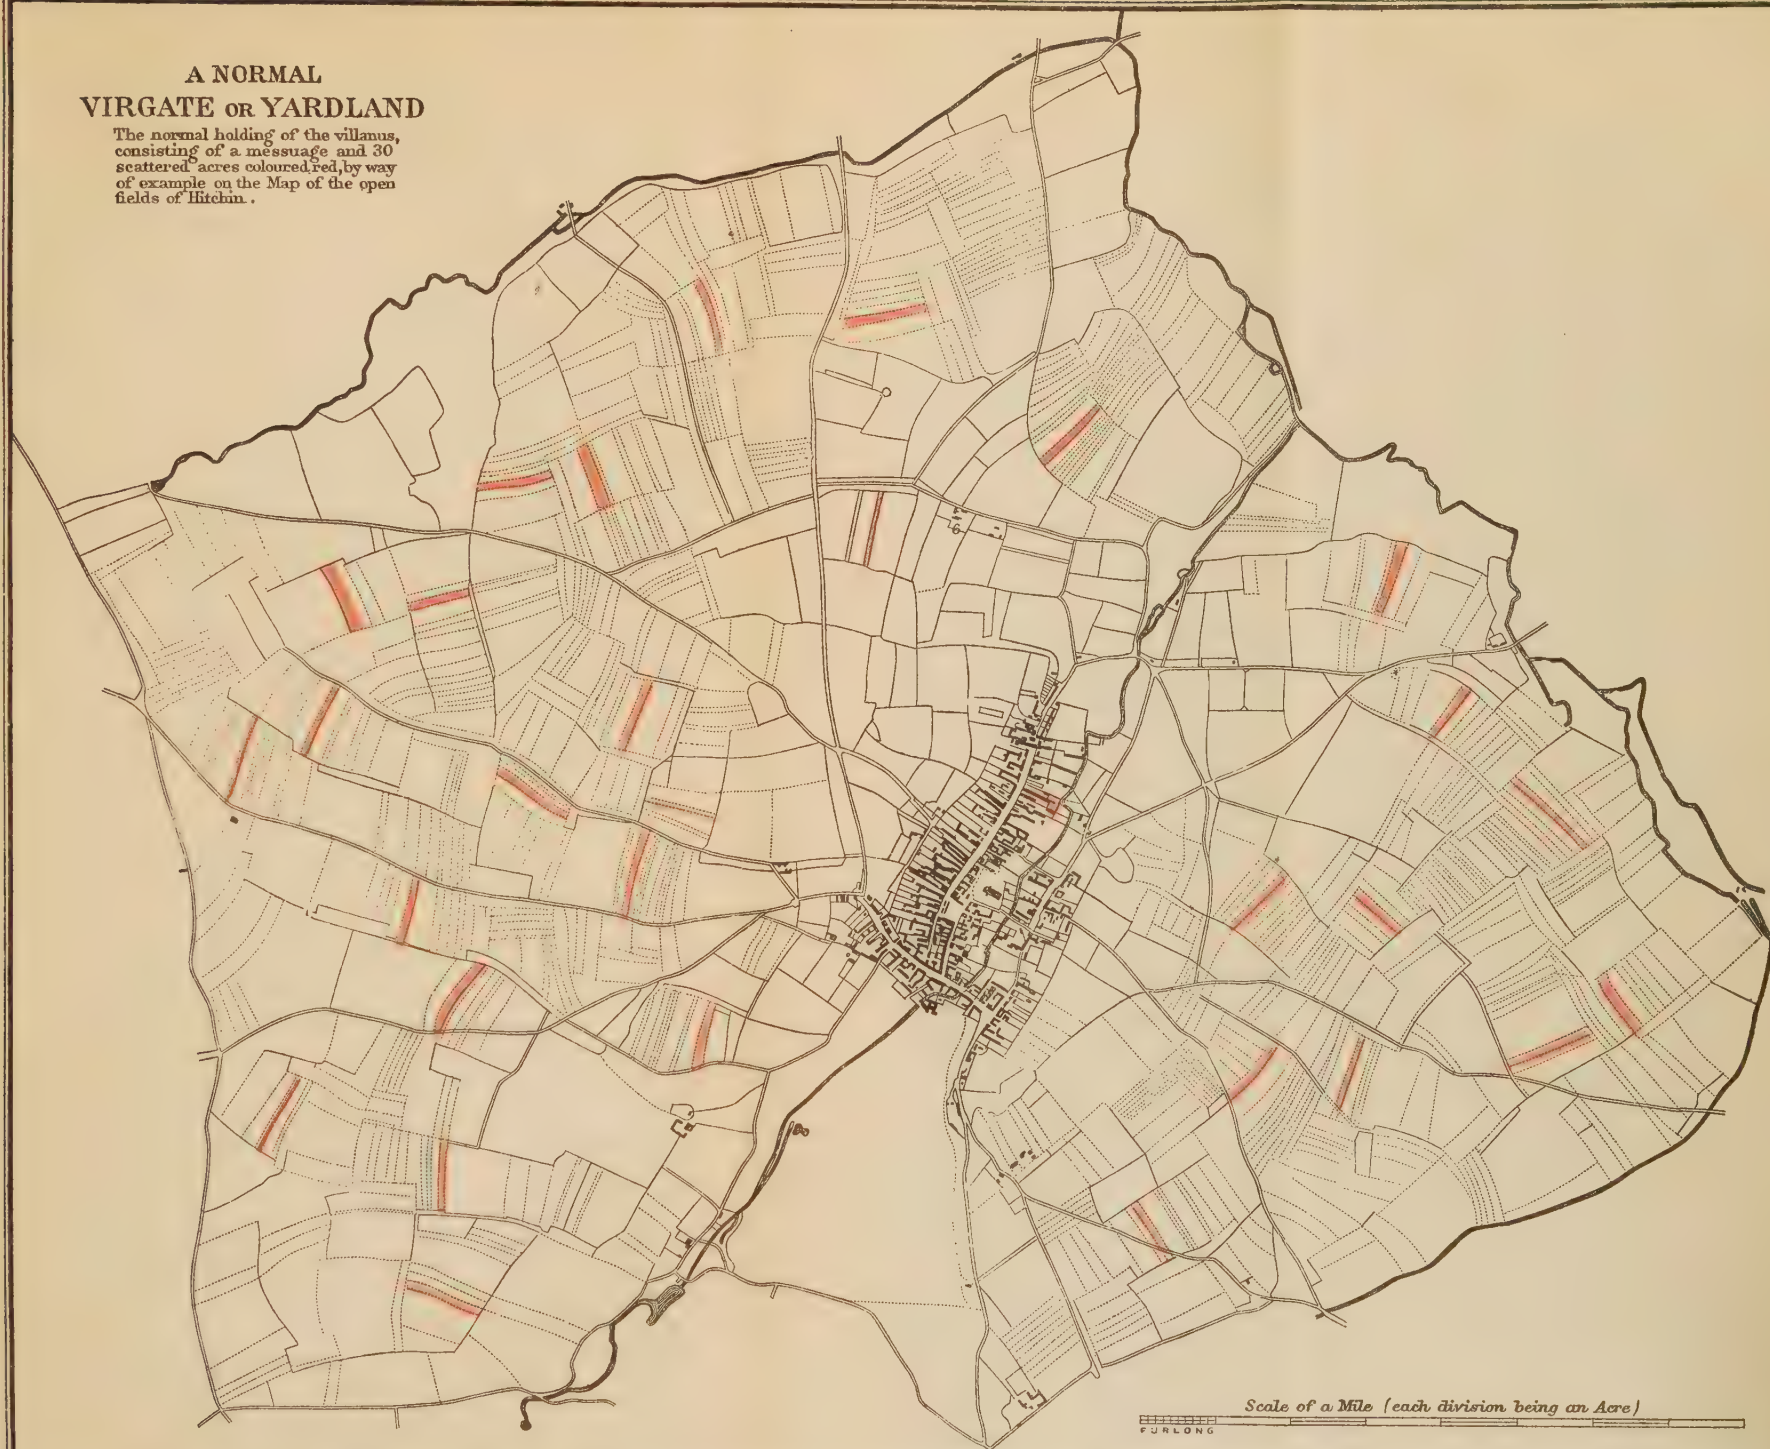 A NORMAL
VIRGATE OR YARDLAND
The normal holding of the villanus,
consisting of a messuage and 30
scattered acres coloured red, by way
of example on the Map of the open
fields of Hitchin.
Scale of a Mile (each division being an Acre)
FURLONG